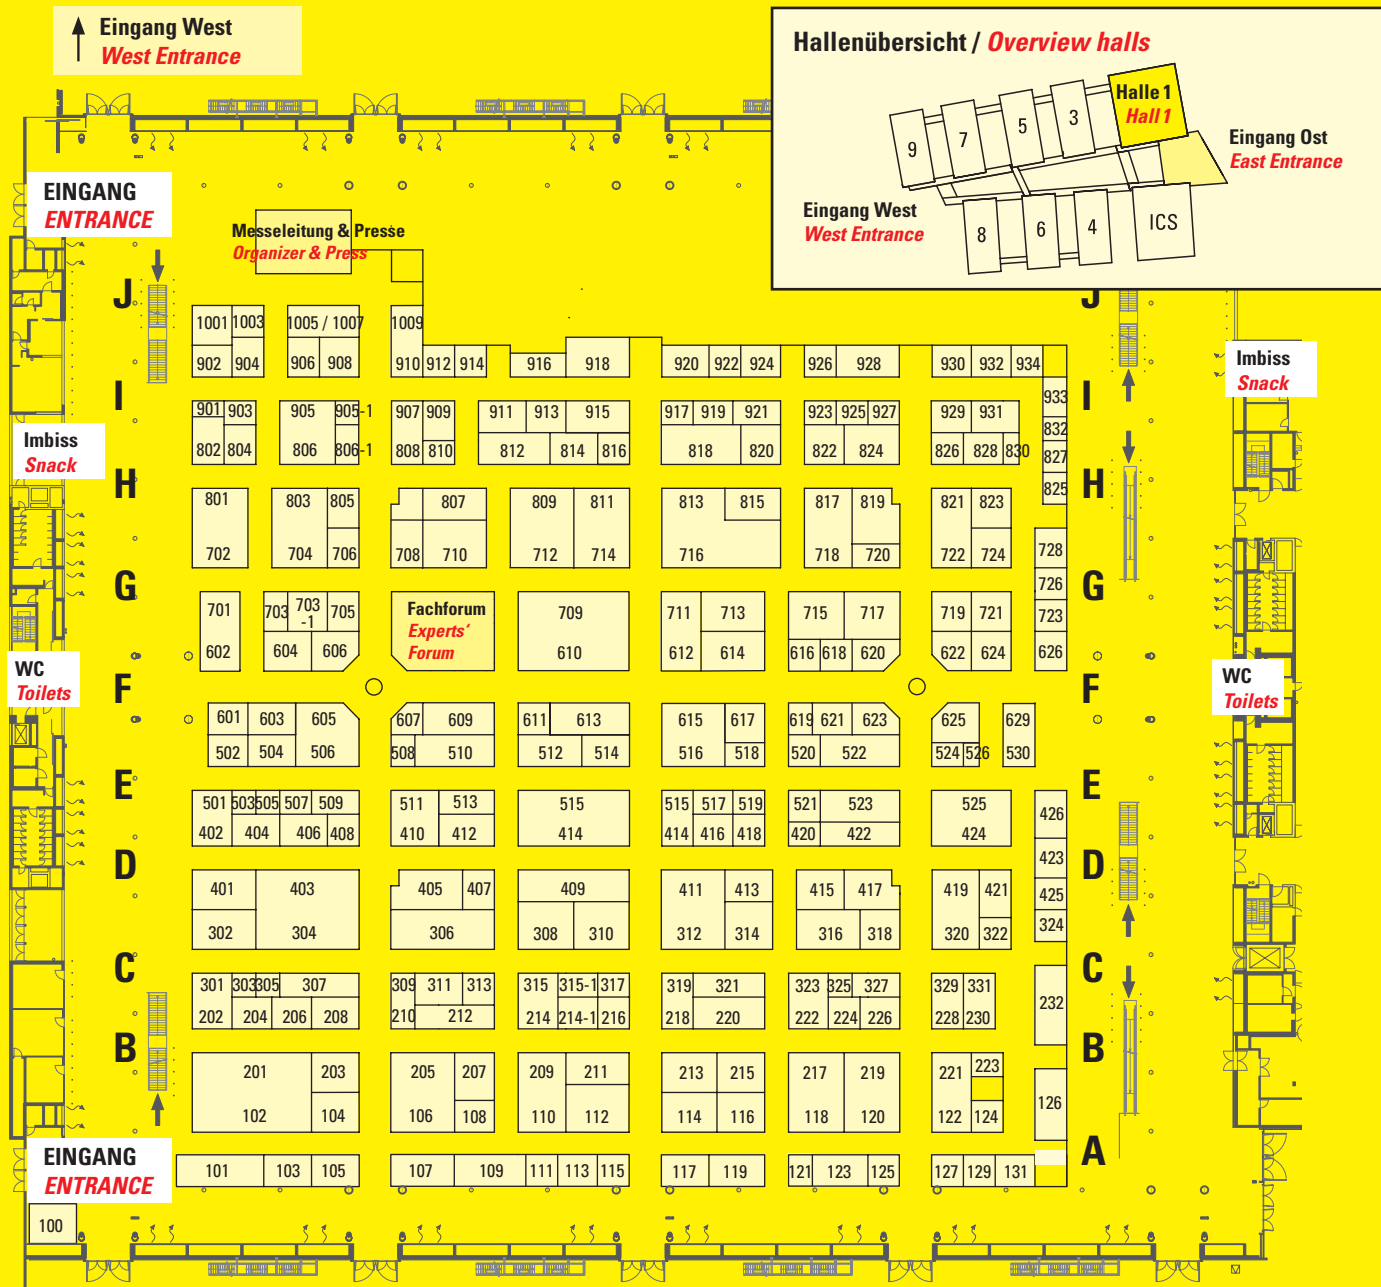 Eingang West
West Entrance
Hallenübersicht / Overview halls
Halle 1
Hall 1
9
7
5
3
Eingang Ost
East Entrance
Eingang West
West Entrance
8
6
4
ICS
EINGANG
ENTRANCE
Messeleitung & Presse
Organizer & Press
J
J
1001 1003 1005 / 1007 1009
902 904 906 908 910 912 914 916 918 920 922 924 926 928 930 932 934
Imbiss
Snack
I
I
933
901 903 905 905-1 907 909 911 913 915 917 919 921 923 925 927 929 931
832
Imbiss
Snack
802 804 806 806-1 808 810 812 814 816 818 820 822 824 826 828 830
827
H
H
825
801 803 805 807 809 811 813 815 817 819 821 823
702 704 706 708 710 712 714 716 718 720 722 724
728
G
G
726
701 703 703-1 705
Fachforum
Experts‘
Forum
709 711 713 715 717 719 721 723
602 604 606 610 612 614 616 618 620 622 624 626
WC
Toilets
WC
Toilets
F
F
601 603 605 607 609 611 613 615 617 619 621 623 625 629
502 504 506 508 510 512 514 516 518 520 522 524 526 530
E
E
501 503 505 507 509 511 513 515 515 517 519 521 523 525
426
402 404 406 408 410 412 414 414 416 418 420 422 424
D
D
423
401 403 405 407 409 411 413 415 417 419 421
425
302 304 306 308 310 312 314 316 318 320 322 324
C
C
301 303 305 307 309 311 313 315 315-1 317 319 321 323 325 327 329 331
232
202 204 206 208 210 212 214 214-1 216 218 220 222 224 226 228 230
B
B
201 203 205 207 209 211 213 215 217 219 221 223
126
102 104 106 108 110 112 114 116 118 120 122 124
A
EINGANG
ENTRANCE
101 103 105 107 109 111 113 115 117 119 121 123 125 127 129 131
100